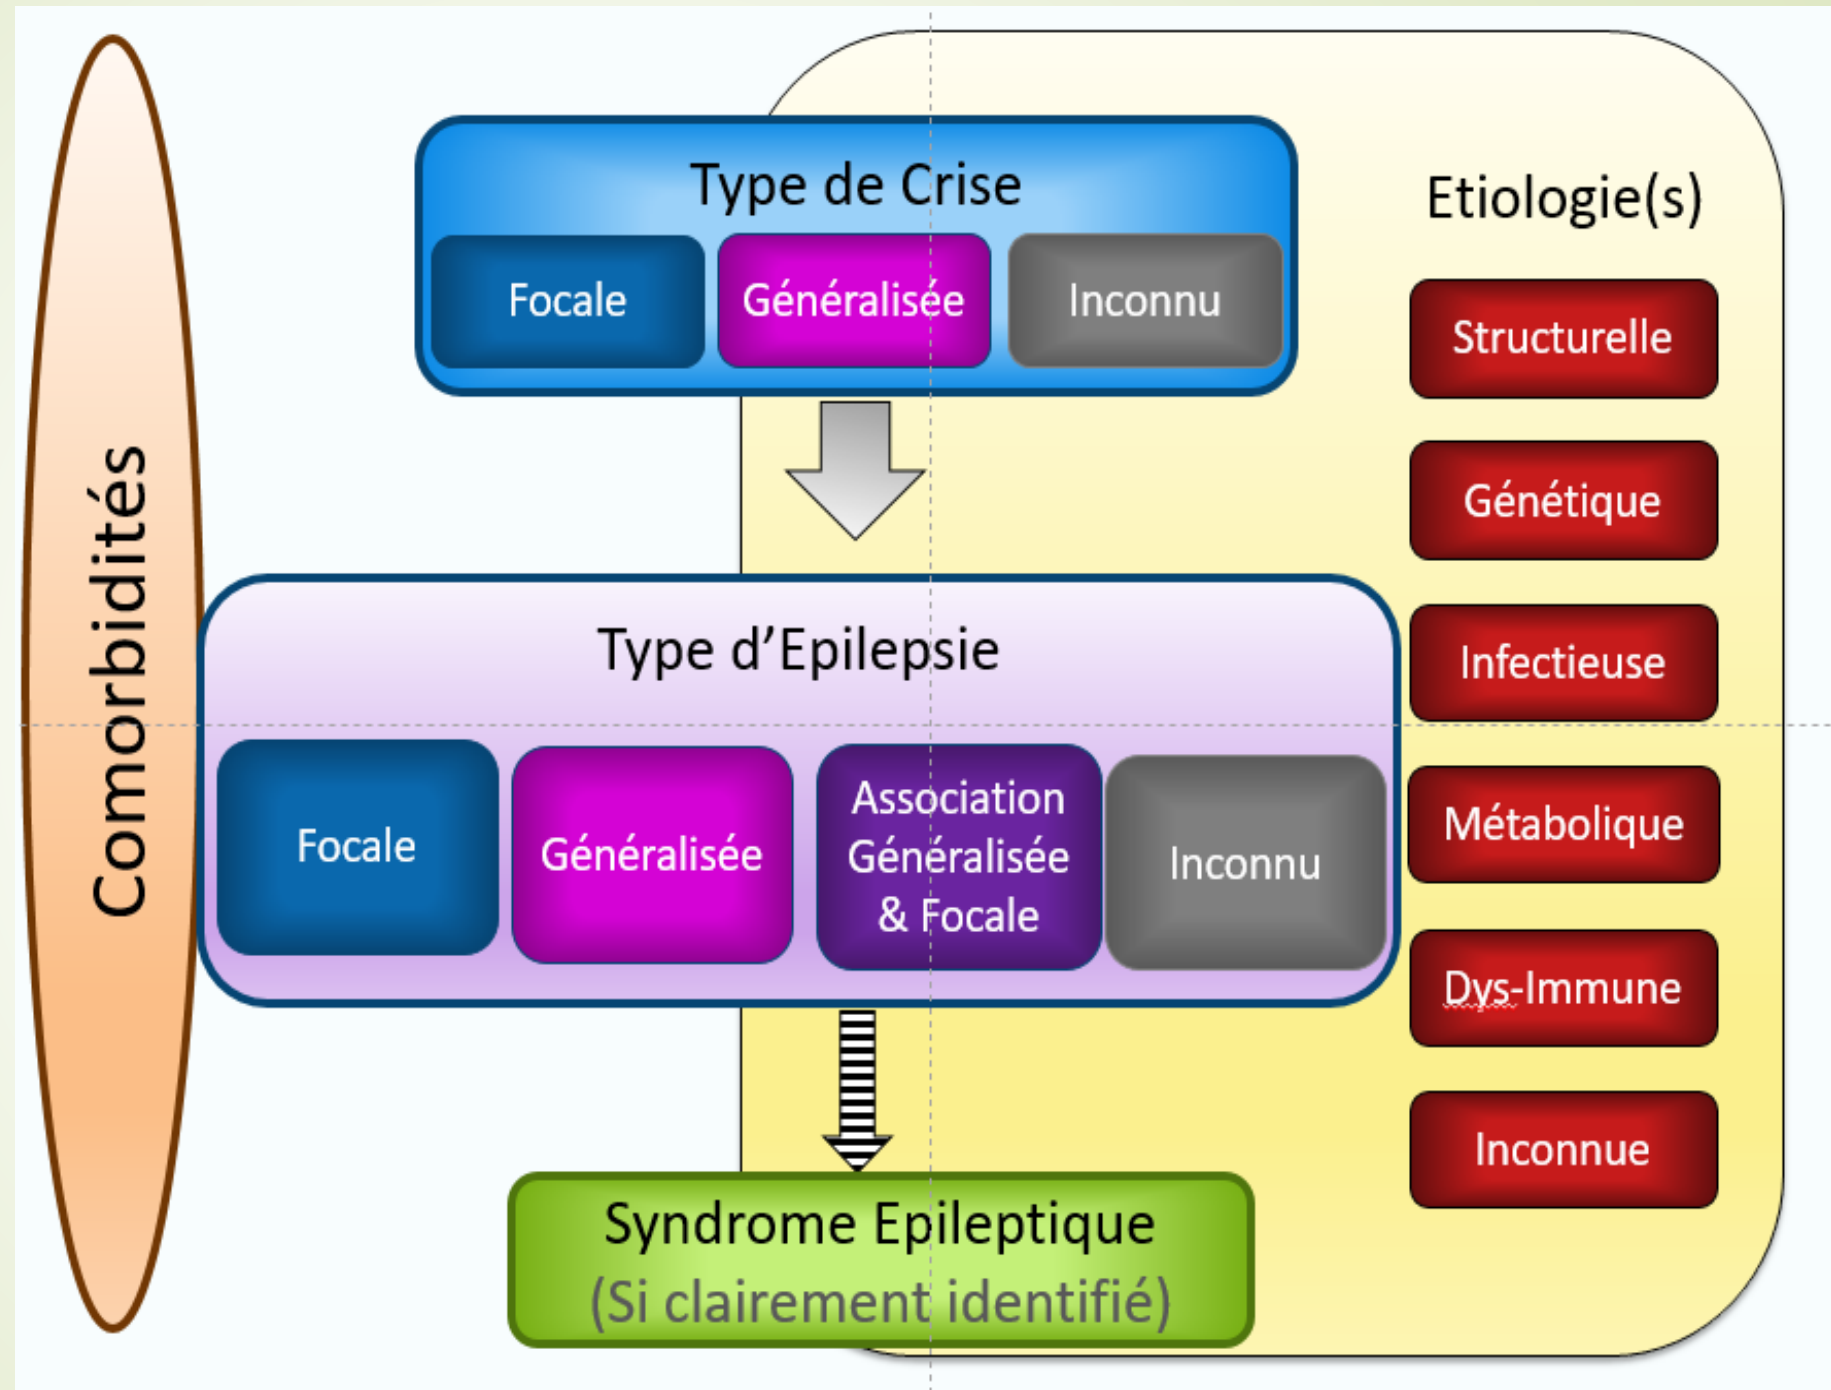 Comorbidités
Type de Crise
Focale
Généralisée
Inconnu
Type d’Epilepsie
Focale
Généralisée
Association
Généralisée
& Focale
Inconnu
Syndrome Epileptique
(Si clairement identifié)
Etiologie(s)
Structurelle
Génétique
Infectieuse
Métabolique
Dys-Immune
Inconnue